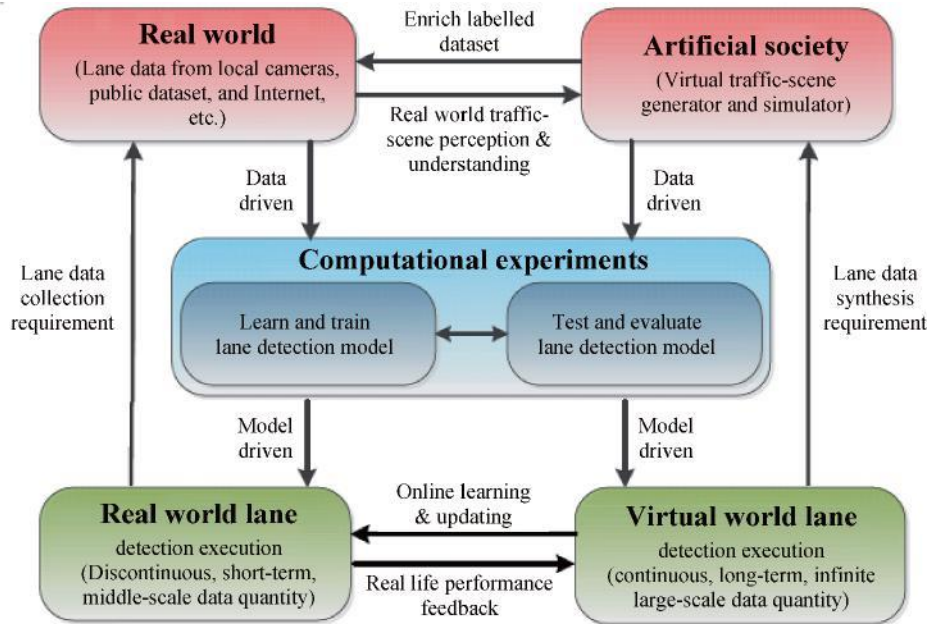 Real world
(Lane data from local cameras,
public dataset, and Internet,
etc.)
Enrich labelled
dataset
Real world traffic-
scene perception &
understanding
Artificial society
(Virtual traffic-scene
generator and simulator)
Data
driven
Data
driven
Lane data
collection
requirement
Computational experiments
Learn and train
lane detection model
Test and evaluate
lane detection model
Lane data
synthesis
requirement
Model
driven
Model
driven
Real world lane
detection execution
(Discontinuous, short-term,
middle-scale data quantity)
Online learning
& updating
Real life performance
feedback
Virtual world lane
detection execution
(continuous, long-term, infinite
large-scale data quantity)